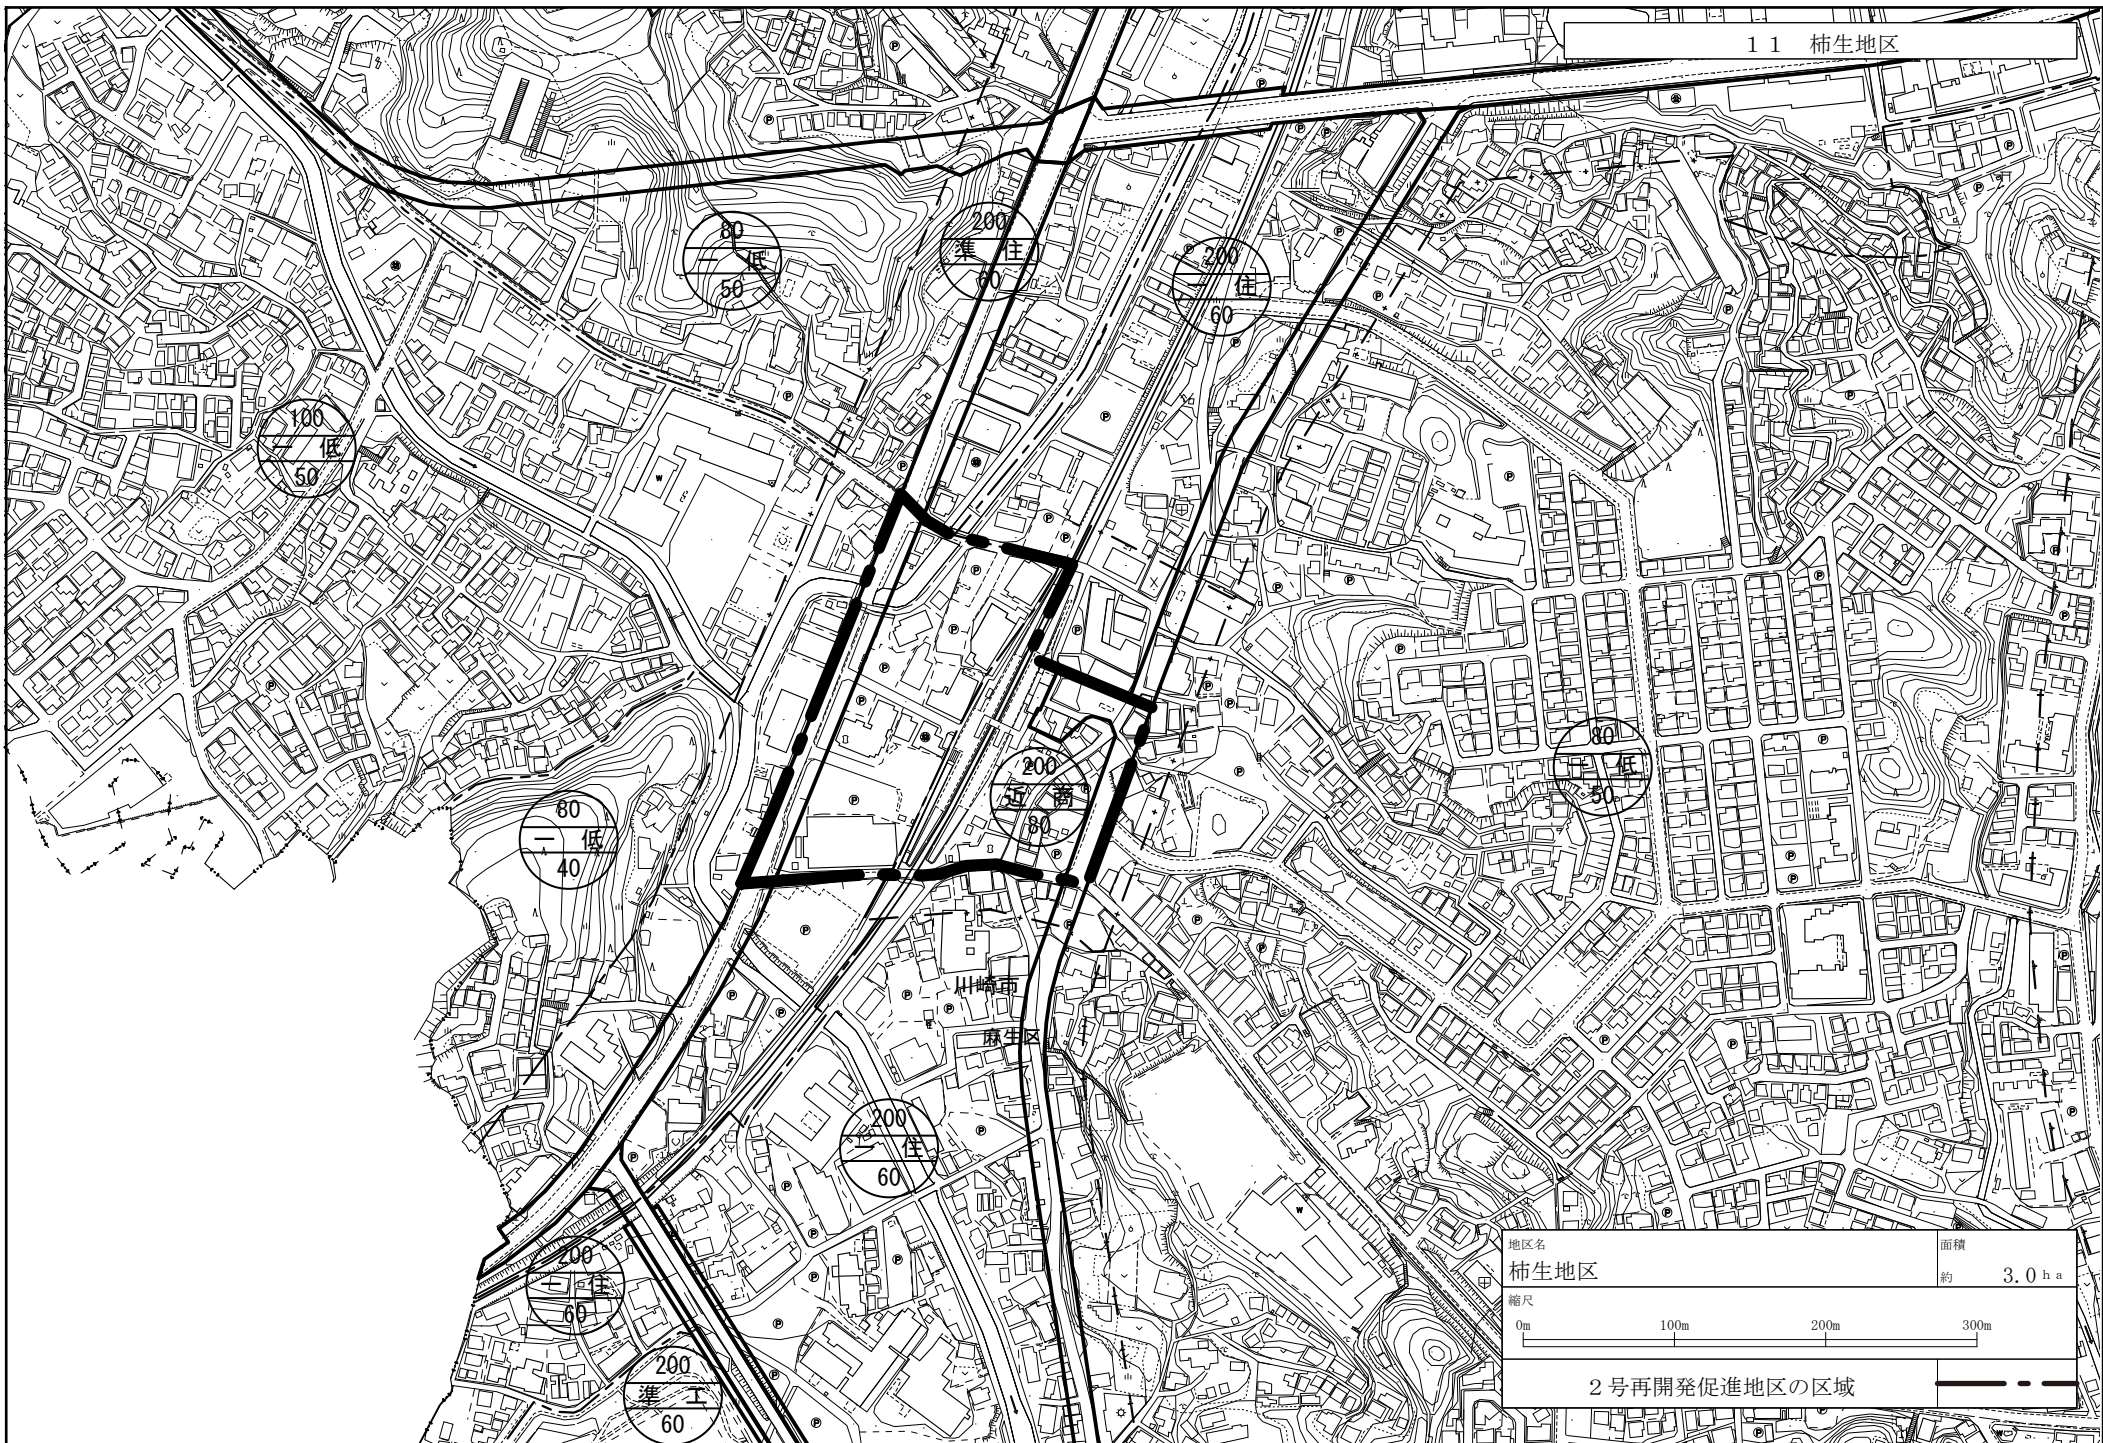 11 柿生地区
80
一 低
50
200
準 住
60
200
一 住
60
100
一 低
50
200
近 商
80
80
一 低
50
80
一 低
40
川崎市
麻生区
200
一 住
60
200
一 住
60
200
準 工
60
地区名
柿生地区
面積
約 3.0ha
縮尺
0m 100m 200m 300m
2号再開発促進地区の区域